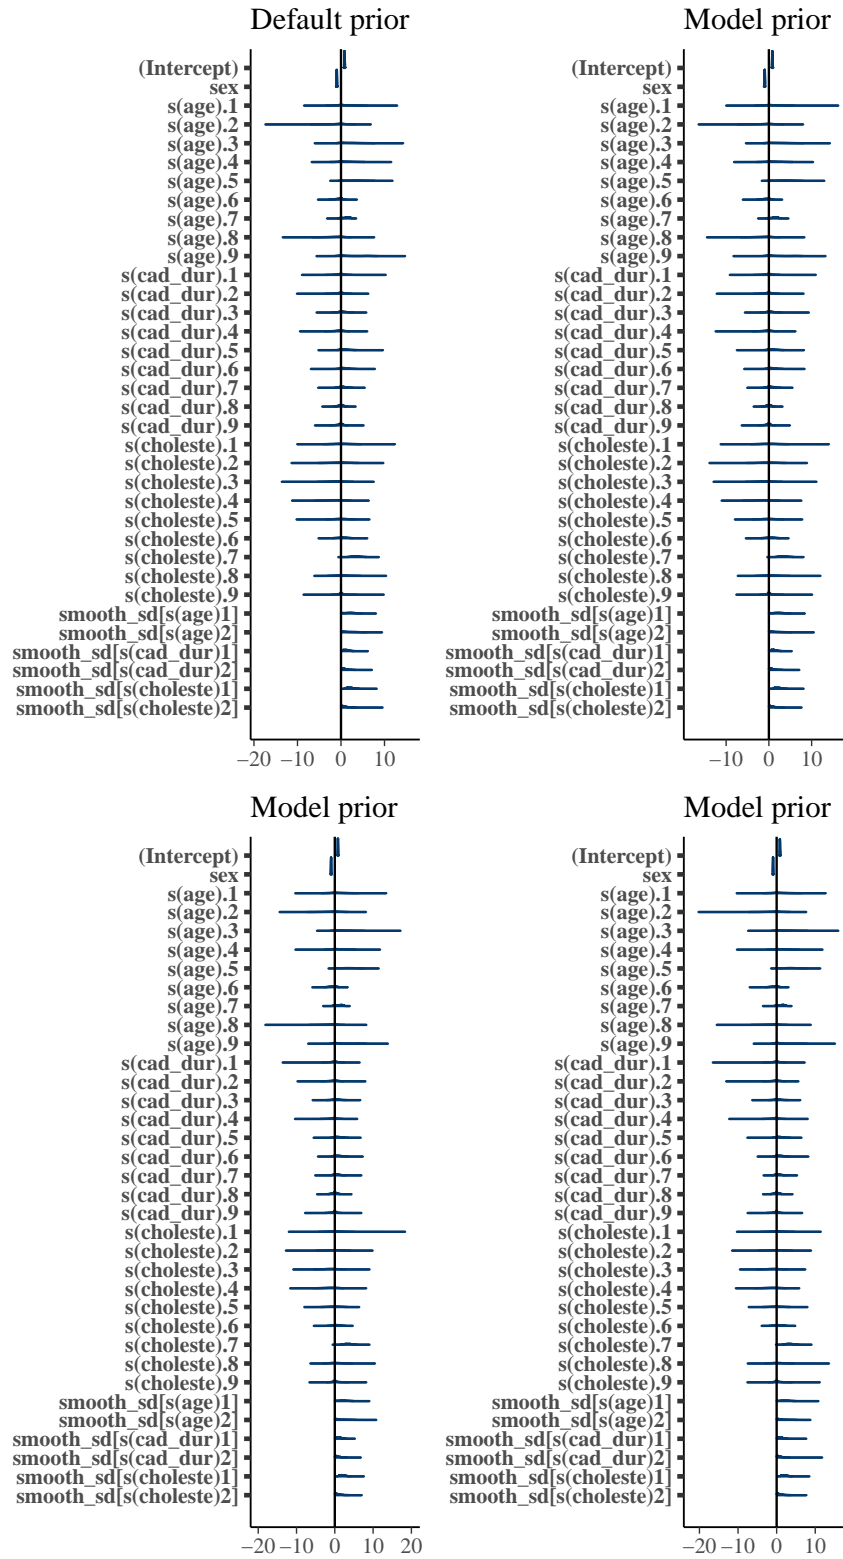 Default prior
(Intercept)
sex
s(age).1
s(age).2
s(age).3
s(age).4
s(age).5
s(age).6
s(age).7
s(age).8
s(age).9
s(cad_dur).1
s(cad_dur).2
s(cad_dur).3
s(cad_dur).4
s(cad_dur).5
s(cad_dur).6
s(cad_dur).7
s(cad_dur).8
s(cad_dur).9
s(choleste).1
s(choleste).2
s(choleste).3
s(choleste).4
s(choleste).5
s(choleste).6
s(choleste).7
s(choleste).8
s(choleste).9
smooth_sd[s(age)1]
smooth_sd[s(age)2]
smooth_sd[s(cad_dur)1]
smooth_sd[s(cad_dur)2]
smooth_sd[s(choleste)1]
smooth_sd[s(choleste)2]
−20 −10 0 10
Model prior
(Intercept)
sex
s(age).1
s(age).2
s(age).3
s(age).4
s(age).5
s(age).6
s(age).7
s(age).8
s(age).9
s(cad_dur).1
s(cad_dur).2
s(cad_dur).3
s(cad_dur).4
s(cad_dur).5
s(cad_dur).6
s(cad_dur).7
s(cad_dur).8
s(cad_dur).9
s(choleste).1
s(choleste).2
s(choleste).3
s(choleste).4
s(choleste).5
s(choleste).6
s(choleste).7
s(choleste).8
s(choleste).9
smooth_sd[s(age)1]
smooth_sd[s(age)2]
smooth_sd[s(cad_dur)1]
smooth_sd[s(cad_dur)2]
smooth_sd[s(choleste)1]
smooth_sd[s(choleste)2]
−10 0 10
Model prior
(Intercept)
sex
s(age).1
s(age).2
s(age).3
s(age).4
s(age).5
s(age).6
s(age).7
s(age).8
s(age).9
s(cad_dur).1
s(cad_dur).2
s(cad_dur).3
s(cad_dur).4
s(cad_dur).5
s(cad_dur).6
s(cad_dur).7
s(cad_dur).8
s(cad_dur).9
s(choleste).1
s(choleste).2
s(choleste).3
s(choleste).4
s(choleste).5
s(choleste).6
s(choleste).7
s(choleste).8
s(choleste).9
smooth_sd[s(age)1]
smooth_sd[s(age)2]
smooth_sd[s(cad_dur)1]
smooth_sd[s(cad_dur)2]
smooth_sd[s(choleste)1]
smooth_sd[s(choleste)2]
−20 −10 0 10 20
Model prior
(Intercept)
sex
s(age).1
s(age).2
s(age).3
s(age).4
s(age).5
s(age).6
s(age).7
s(age).8
s(age).9
s(cad_dur).1
s(cad_dur).2
s(cad_dur).3
s(cad_dur).4
s(cad_dur).5
s(cad_dur).6
s(cad_dur).7
s(cad_dur).8
s(cad_dur).9
s(choleste).1
s(choleste).2
s(choleste).3
s(choleste).4
s(choleste).5
s(choleste).6
s(choleste).7
s(choleste).8
s(choleste).9
smooth_sd[s(age)1]
smooth_sd[s(age)2]
smooth_sd[s(cad_dur)1]
smooth_sd[s(cad_dur)2]
smooth_sd[s(choleste)1]
smooth_sd[s(choleste)2]
−20 −10 0 10